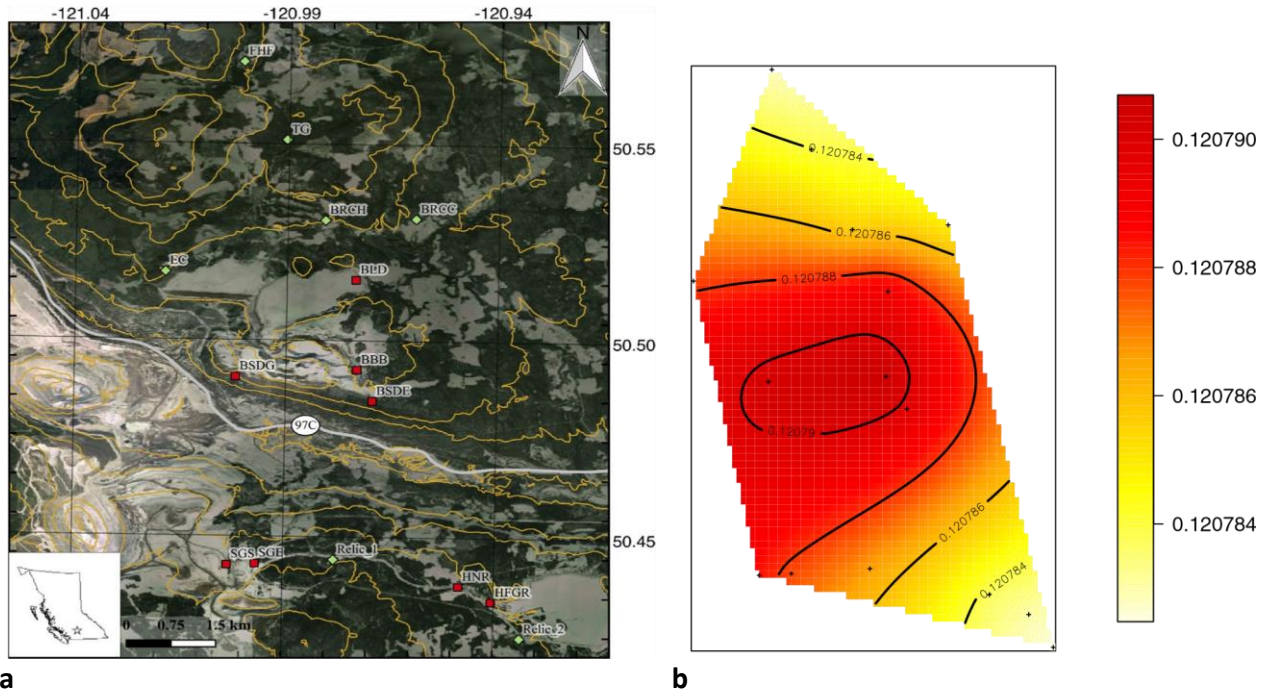 -121.04 -120.99 -120.94
N
FHF
TG
50.55
BRCH BRCC
EC
BLD
50.50
BSDG BBB
BSDE
97C
50.45
SGS SGE Relic_1
HNR
HFGR
0 0.75 1.5 km
Relic_2
a
0.120784
0.120786
0.120788
0.12079
0.120786
0.120784
0.120790
0.120788
0.120786
0.120784
b